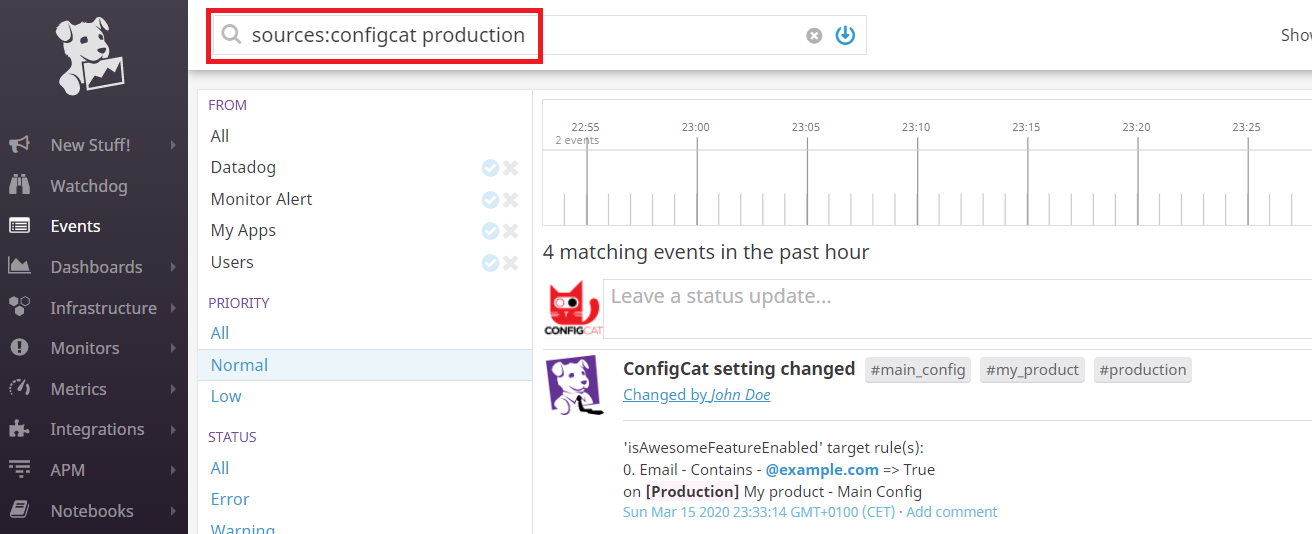 sources:configcat production
Show
New Stuff!
Watchdog
Events
Dashboards
Infrastructure
Monitors
Metrics
Integrations
APM
Notebooks
FROM
All
Datadog
Monitor Alert
My Apps
Users
PRIORITY
All
Normal
Low
STATUS
All
Error
Warning
22:55 23:00 23:05 23:10 23:15 23:20 23:25
2 events
4 matching events in the past hour
CONFIGCAT
Leave a status update...
ConfigCat setting changed #main_config #my_product #production
Changed by John Doe
'isAwesomeFeatureEnabled' target rule(s):
0. Email - Contains - @example.com => True
on [Production] My product - Main Config
Sun Mar 15 2020 23:33:14 GMT+0100 (CET) · Add comment